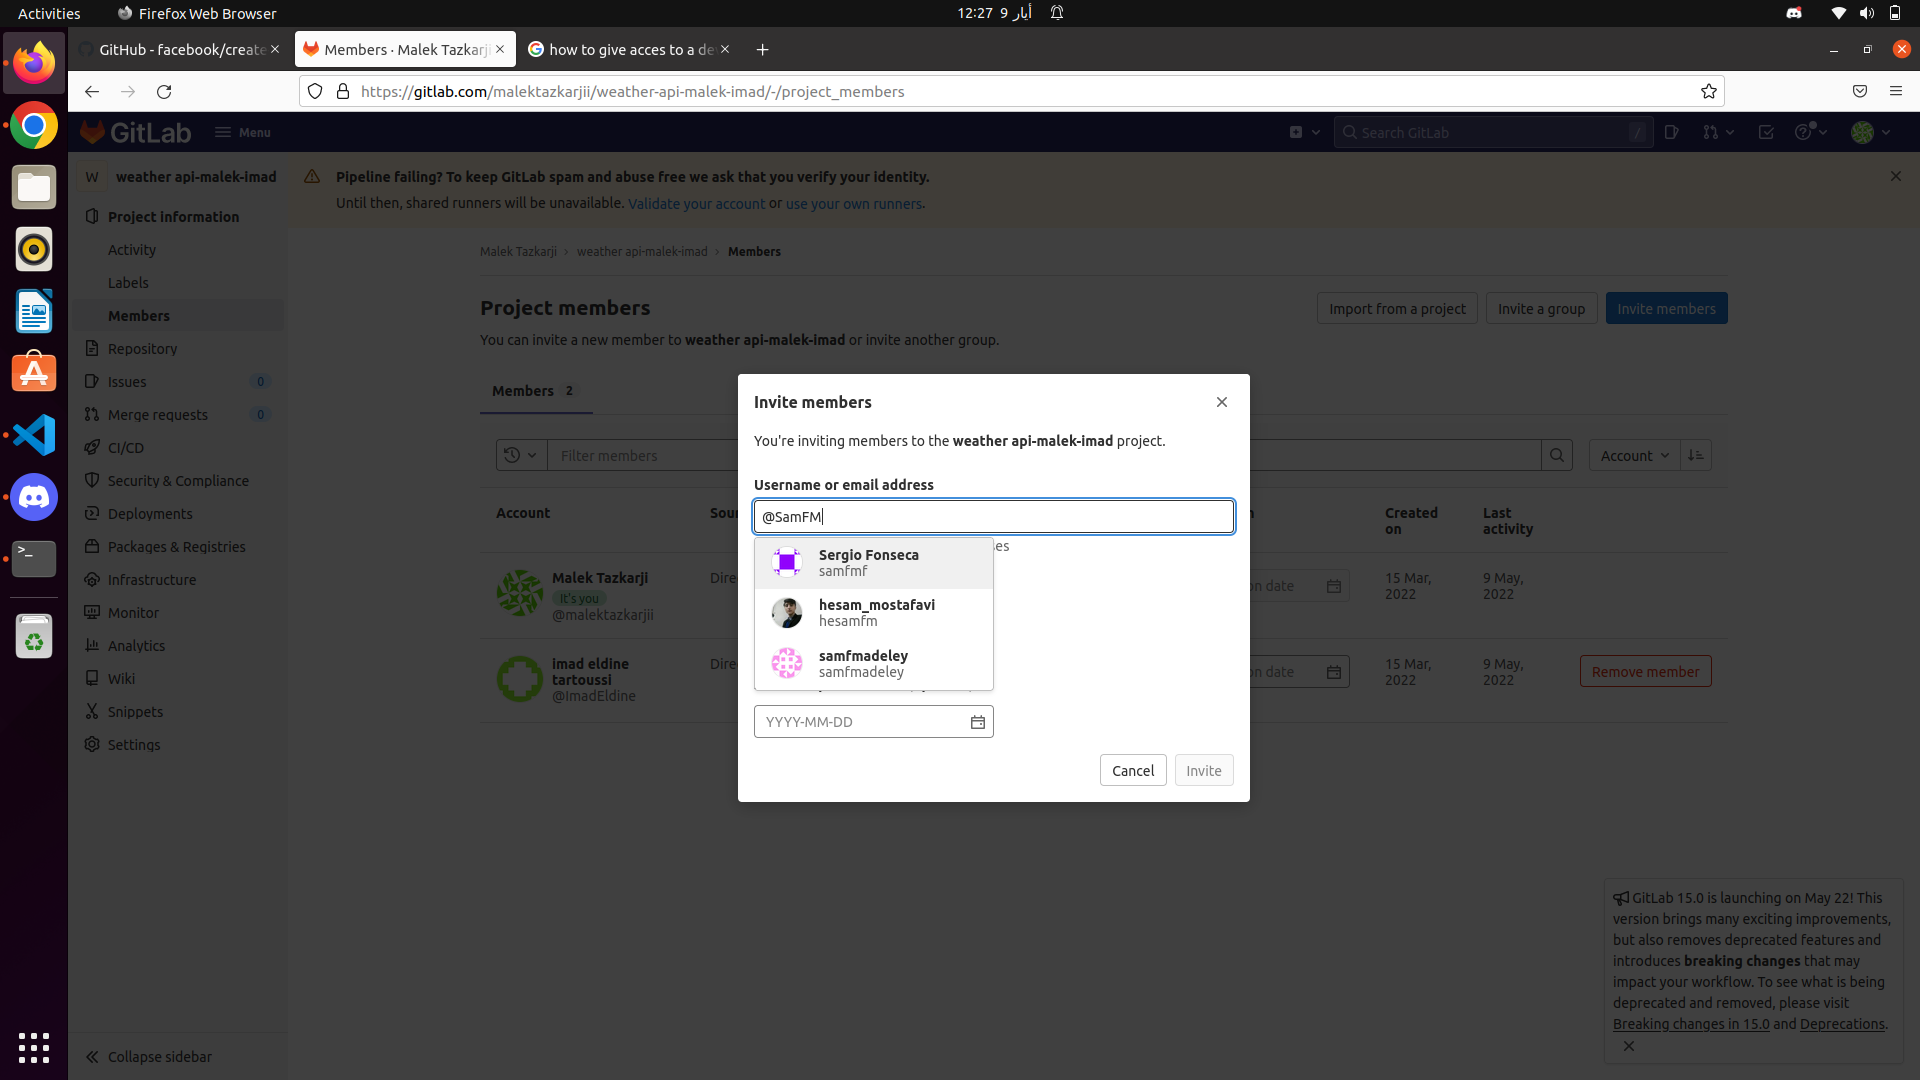 Activities
Firefox Web Browser
12:27 9 أيار
GitHub - facebook/create
Members · Malek Tazkarji
how to give acces to a de
https://gitlab.com/malektazkarjii/weather-api-malek-imad/-/project_members
GitLab
Menu
Search GitLab
/
W
weather api-malek-imad
Project information
Activity
Labels
Members
Repository
Issues 0
Merge requests 0
CI/CD
Security & Compliance
Deployments
Packages & Registries
Infrastructure
Monitor
Analytics
Wiki
Snippets
Settings
Collapse sidebar
Pipeline failing? To keep GitLab spam and abuse free we ask that you verify your identity.
Until then, shared runners will be unavailable. Validate your account or use your own runners.
Malek Tazkarji › weather api-malek-imad › Members
Project members
Import from a project
Invite a group
Invite members
You can invite a new member to weather api-malek-imad or invite another group.
Members 2
Filter members
Account
Account
Sour
n
Created
on
Last
activity
Malek Tazkarji
It's you
@malektazkarjii
Dire
on date
15 Mar,
2022
9 May,
2022
imad eldine
tartoussi
@ImadEldine
Dire
on date
15 Mar,
2022
9 May,
2022
Remove member
Invite members
You're inviting members to the weather api-malek-imad project.
Username or email address
@SamFM
ses
Sergio Fonseca
samfmf
hesam_mostafavi
hesamfm
samfmadeley
samfmadeley
YYYY-MM-DD
Cancel
Invite
GitLab 15.0 is launching on May 22! This
version brings many exciting improvements,
but also removes deprecated features and
introduces breaking changes that may
impact your workflow. To see what is being
deprecated and removed, please visit
Breaking changes in 15.0 and Deprecations.